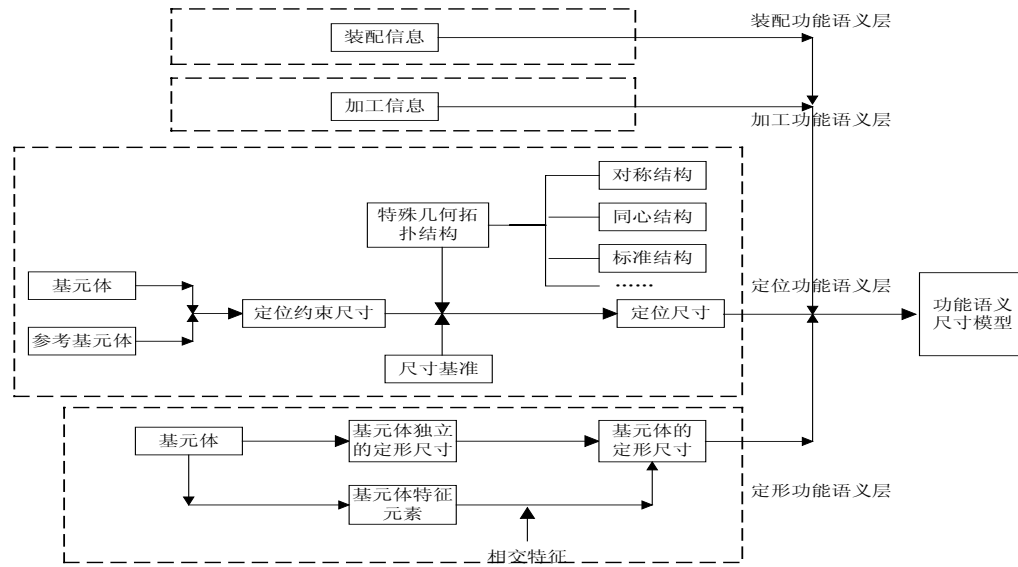 装配功能语义层
装配信息
加工信息
加工功能语义层
对称结构
特殊几何拓
扑结构
同心结构
标准结构
……
基元体
定位功能语义层
定位约束尺寸
定位尺寸
功能语义
尺寸模型
参考基元体
尺寸基准
基元体
基元体独立
的定形尺寸
基元体的
定形尺寸
基元体特征
元素
定形功能语义层
相交特征